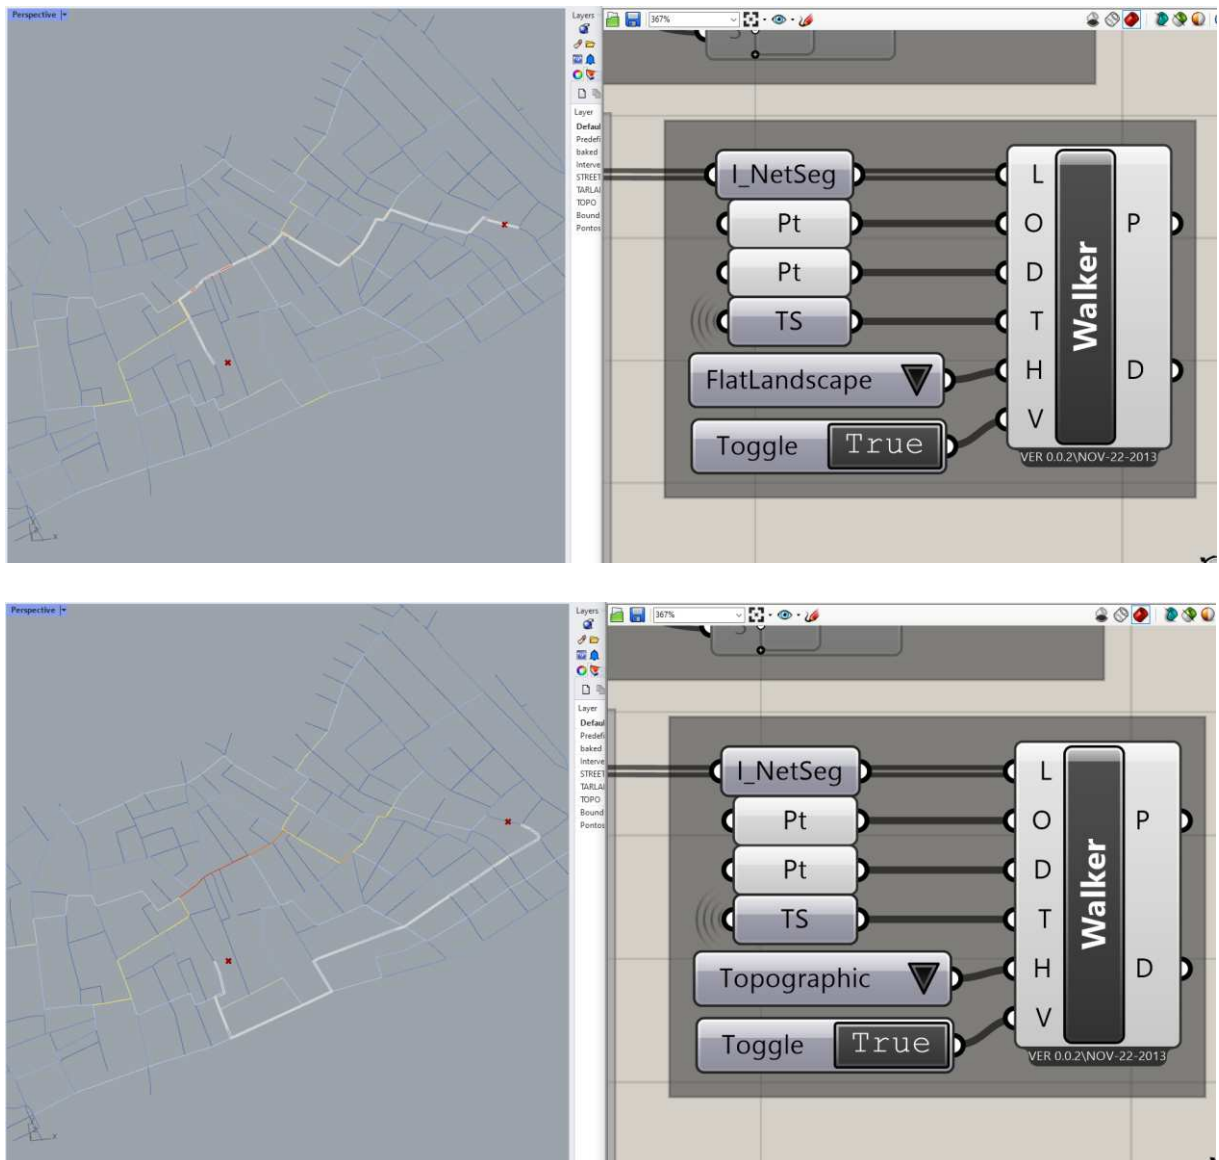 Perspective
Layers
Layer
Defaul
Predefi
baked
Interve
STREET
TARLAI
TOPO
Bound
Pontos
367%
I_NetSeg
Pt
Pt
TS
FlatLandscape
Toggle True
L
O
D
T
H
V
Walker
P
D
VER 0.0.2\NOV-22-2013
Perspective
Layers
Layer
Defaul
Predefi
baked
Interve
STREET
TARLAI
TOPO
Bound
Pontos
367%
I_NetSeg
Pt
Pt
TS
Topographic
Toggle True
L
O
D
T
H
V
Walker
P
D
VER 0.0.2\NOV-22-2013